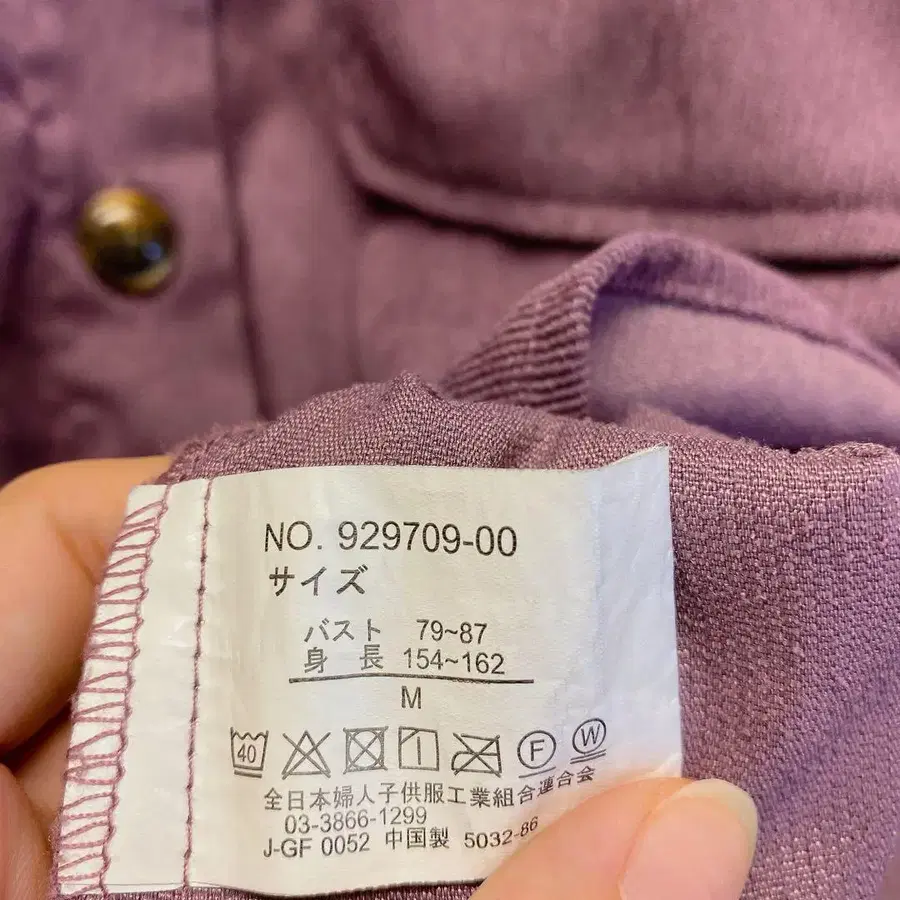 NO. 929709-00
サイズ
バスト 79~87
身 長 154~162
M
40 F W
全日本婦人子供服工業組合連合会
03-3866-1299
J-GF 0052 中国製 5032-86